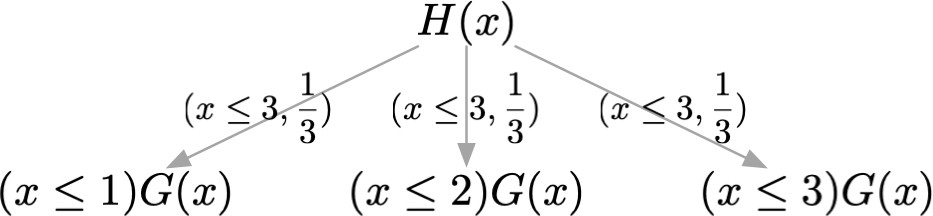 H(x)
(x ≤ 3, 1/3) (x ≤ 3, 1/3) (x ≤ 3, 1/3)
(x ≤ 1)G(x) (x ≤ 2)G(x) (x ≤ 3)G(x)